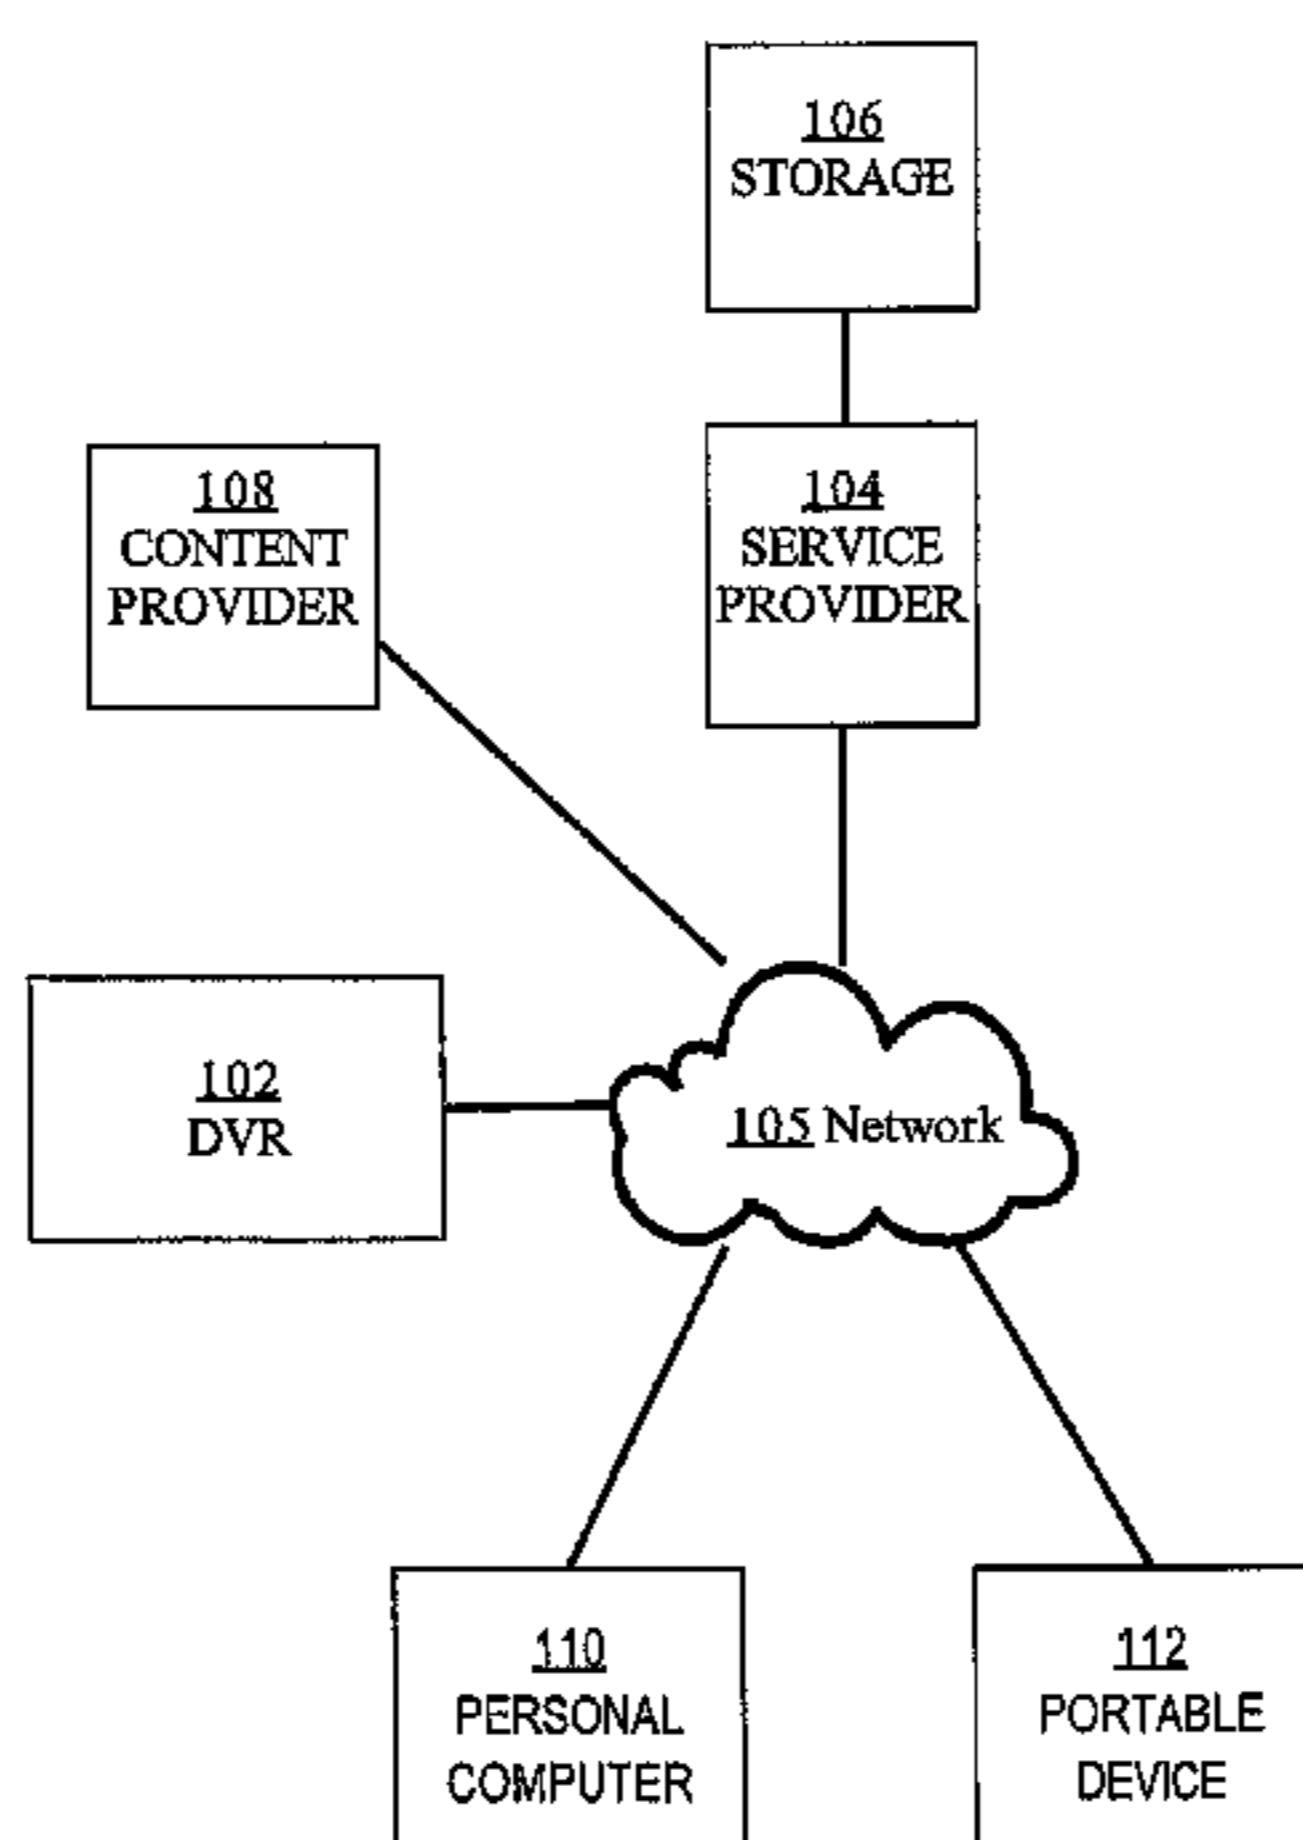 106
STORAGE
108
CONTENT
PROVIDER
104
SERVICE
PROVIDER
102
DVR
105 Network
110
PERSONAL
COMPUTER
112
PORTABLE
DEVICE